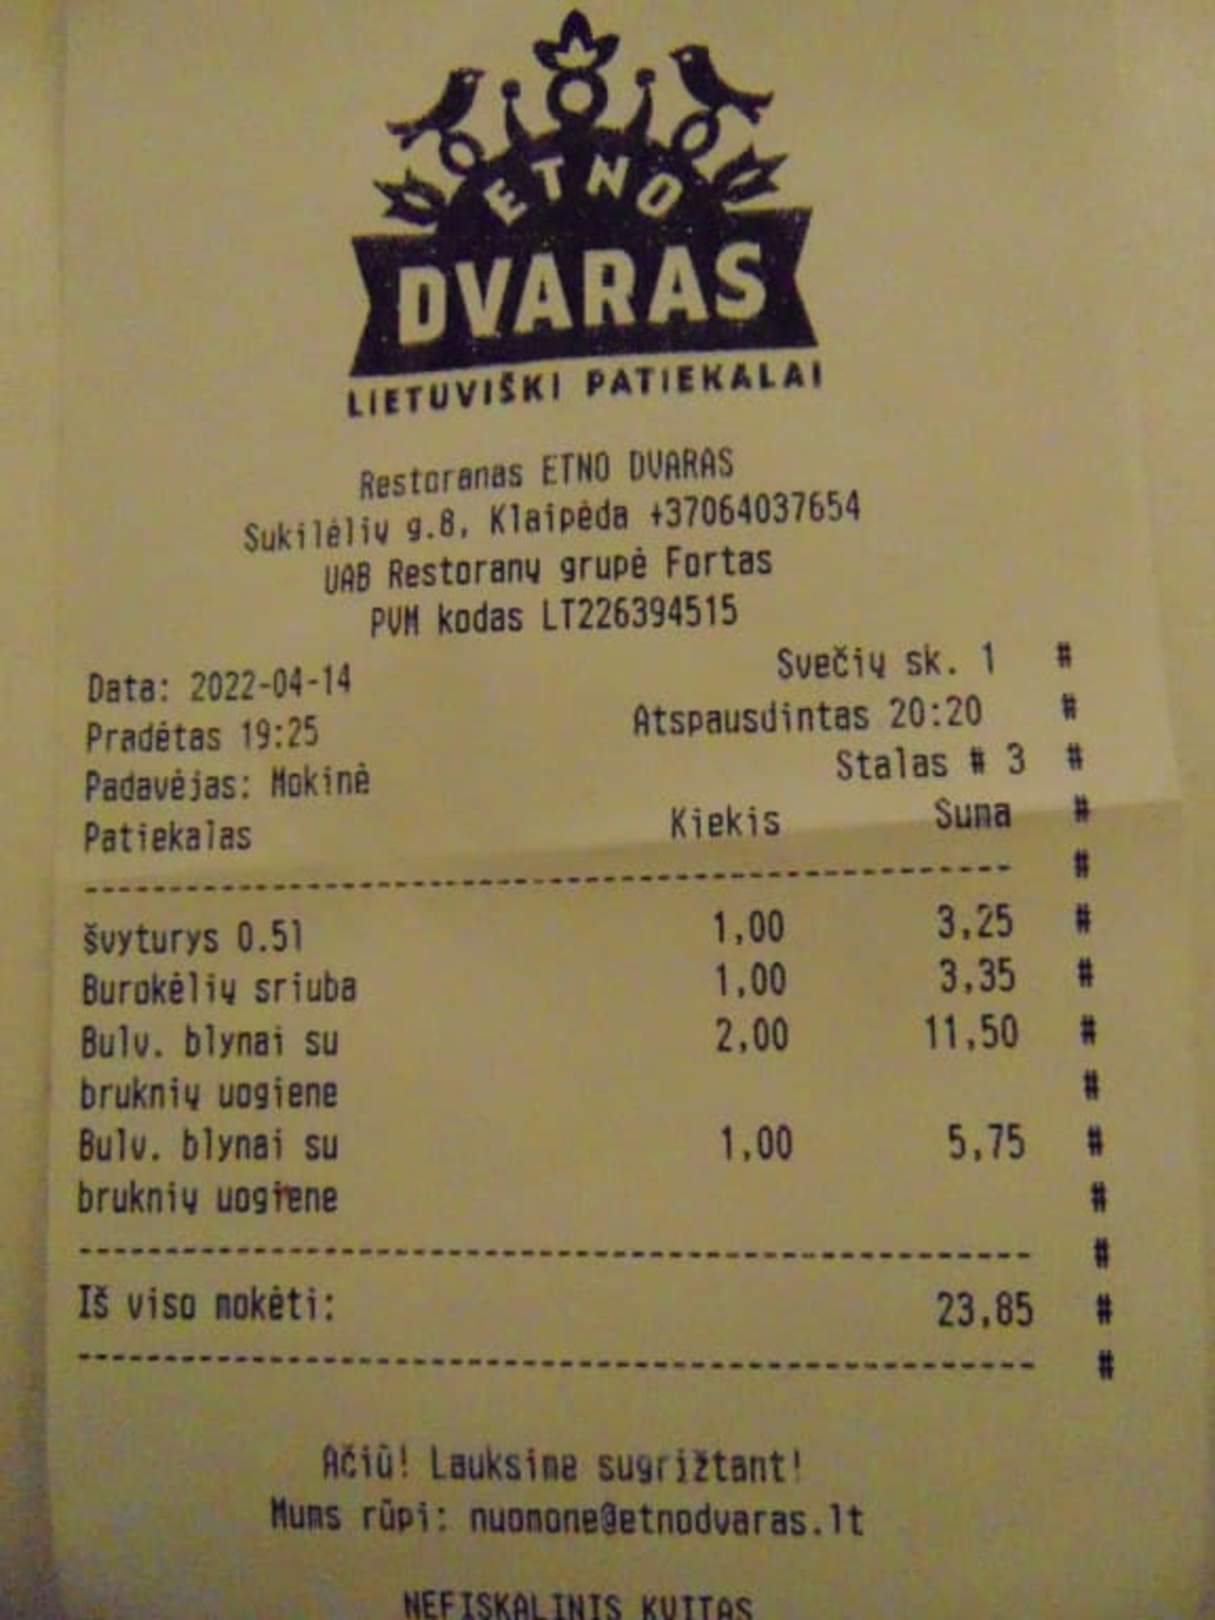 ETNO
DVARAS
LIETUVIŠKI PATIEKALAI
Restoranas ETNO DVARAS
Sukilėlių g.8, Klaipėda +37064037654
UAB Restoranų grupė Fortas
PVM kodas LT226394515
Data: 2022-04-14 Svečių sk. 1 #
Pradėtas 19:25 Atspausdintas 20:20 #
Padavėjas: Mokinė Stalas # 3 #
Patiekalas Kiekis Suma #
#
švyturys 0.5l 1,00 3,25 #
Burokėlių sriuba 1,00 3,35 #
Bulv. blynai su 2,00 11,50 #
bruknių uogiene #
Bulv. blynai su 1,00 5,75 #
bruknių uogiene #
#
Iš viso mokėti: 23,85 #
#
Ačiū! Lauksime sugrįžtant!
Mums rūpi: nuomone@etnodvaras.lt
NEFISKALINIS KVITAS